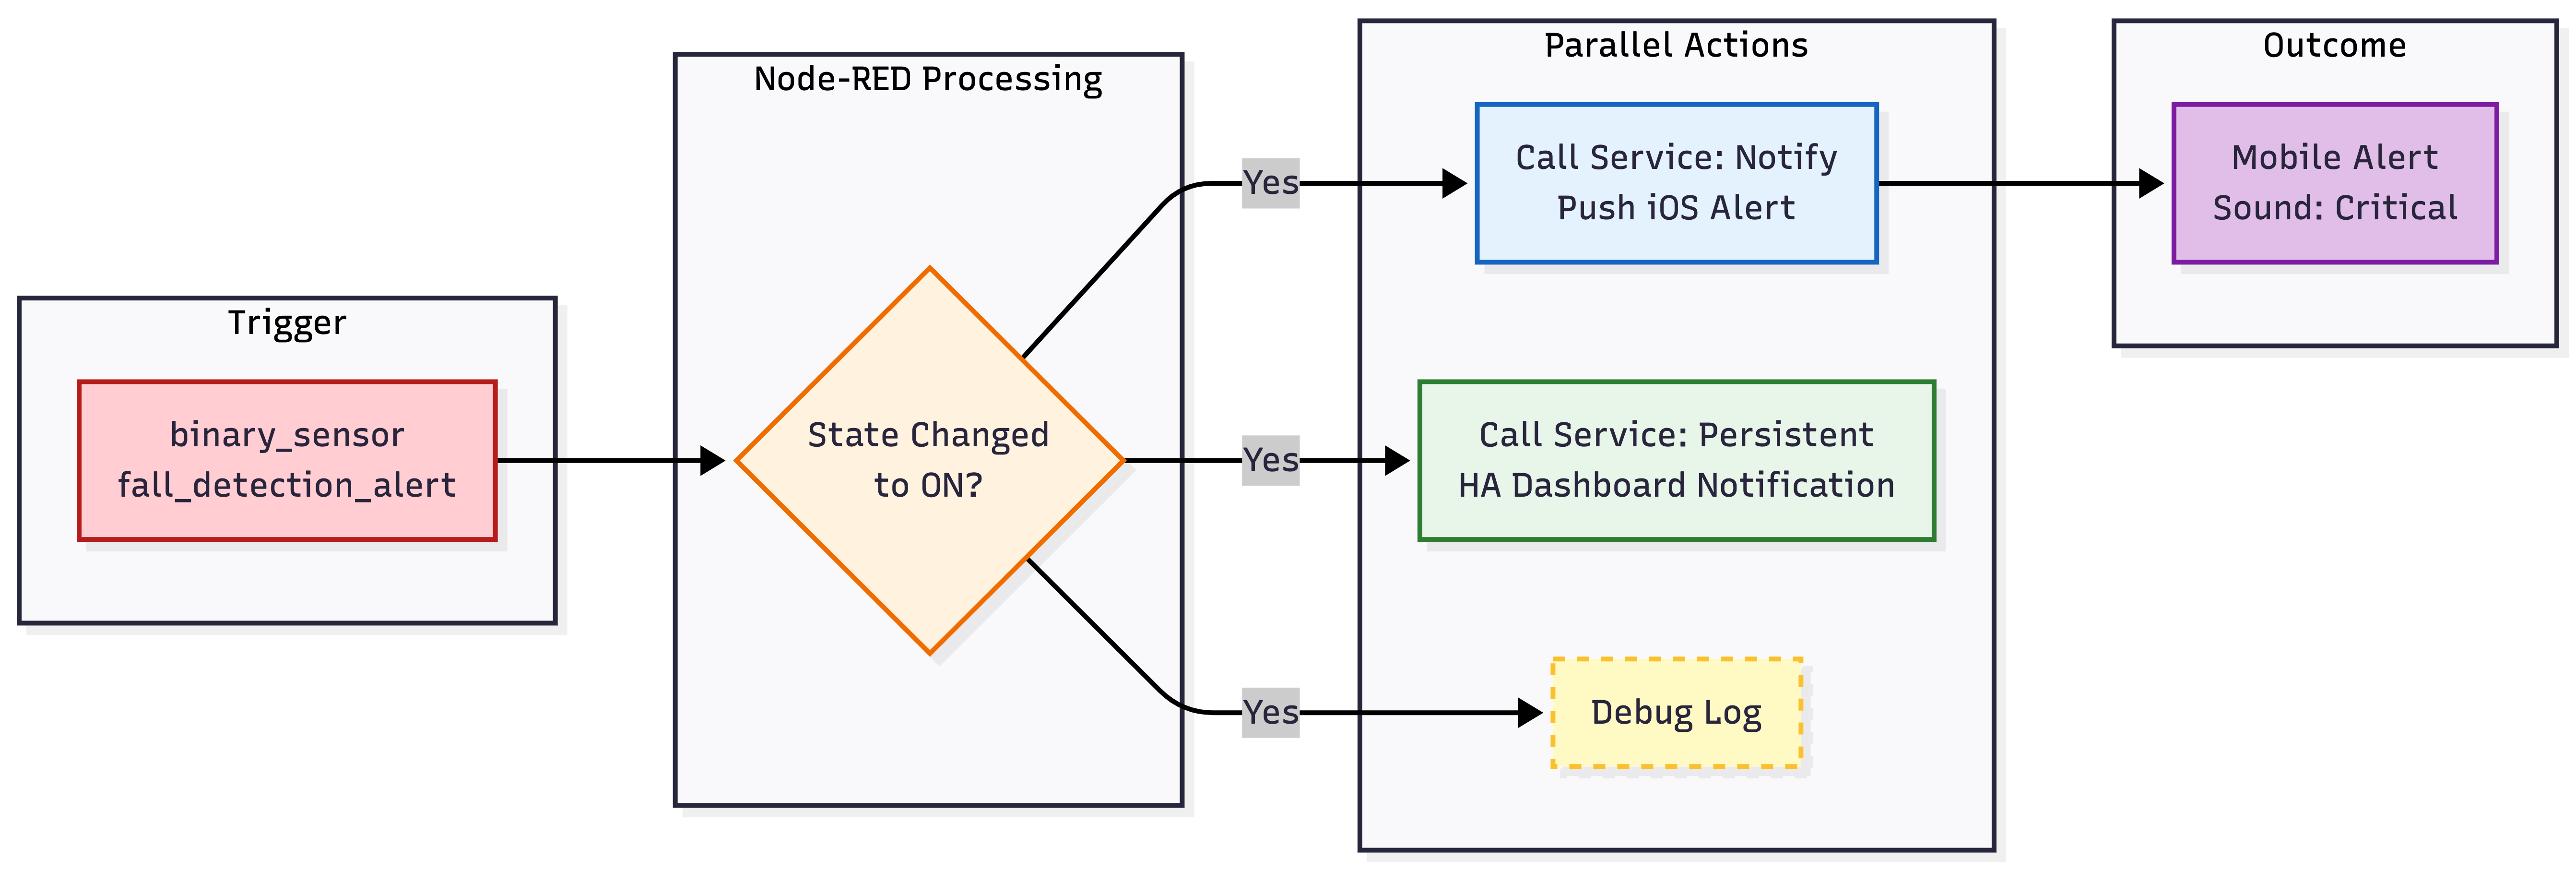 Trigger
binary_sensor
fall_detection_alert
Node-RED Processing
State Changed
to ON?
Yes
Yes
Yes
Parallel Actions
Call Service: Notify
Push iOS Alert
Call Service: Persistent
HA Dashboard Notification
Debug Log
Outcome
Mobile Alert
Sound: Critical